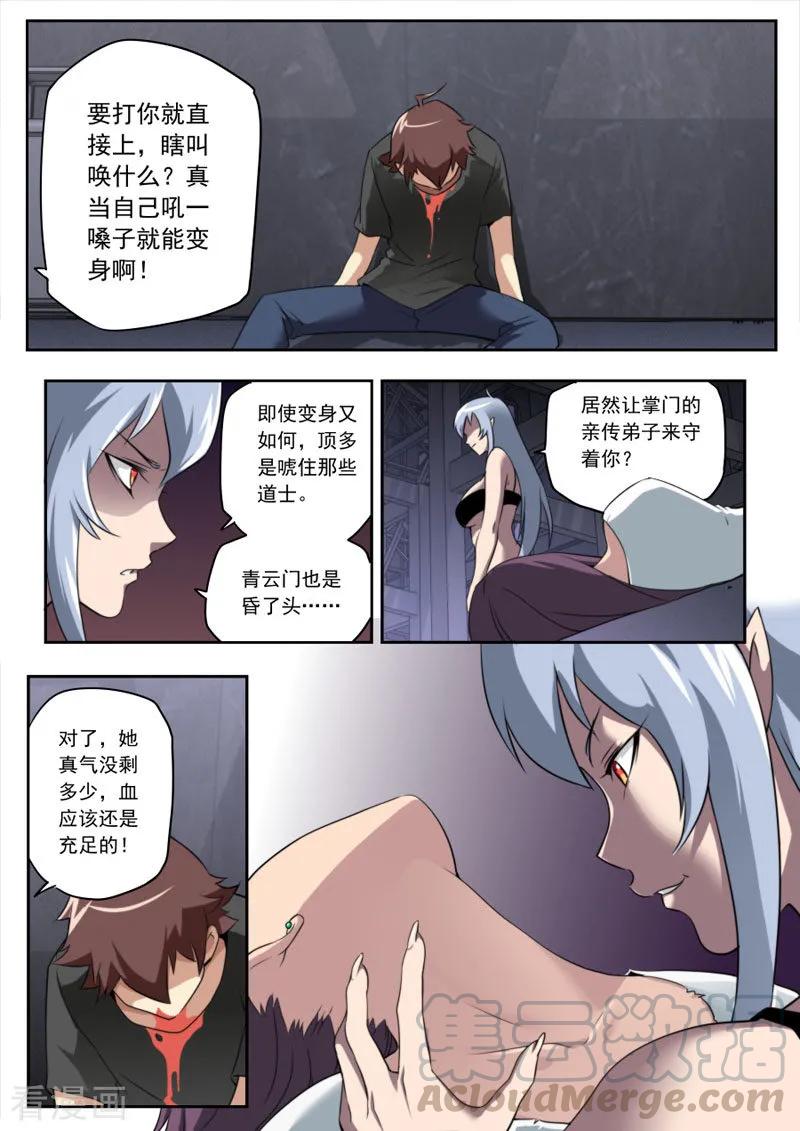 要打你就直
接上，瞎叫
唤什么？真
当自己吼一
嗓子就能变
身啊！
即使变身又
如何，顶多
是唬住那些
道士。
青云门也是
昏了头……
居然让掌门的
亲传弟子来守
着你？
对了，她
真气没剩
多少，血
应该还是
充足的！
集云数据
AcloudMerge.com
看漫画